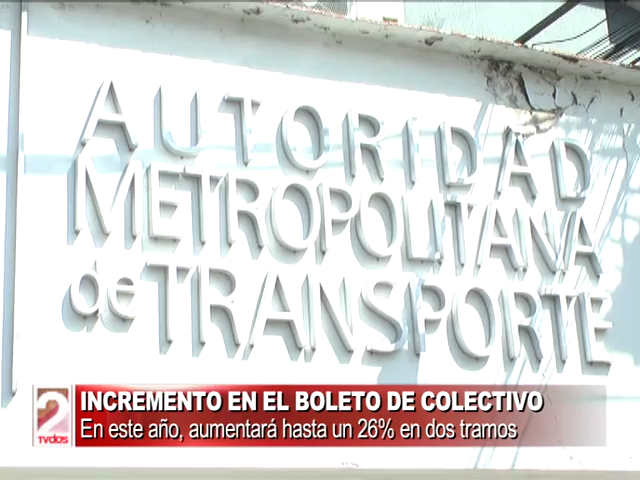 AUTORIDAD
METROPOLITANA
de TRANSPORTE
2
TVDOS
INCREMENTO EN EL BOLETO DE COLECTIVO
En este año, aumentará hasta un 26% en dos tramos